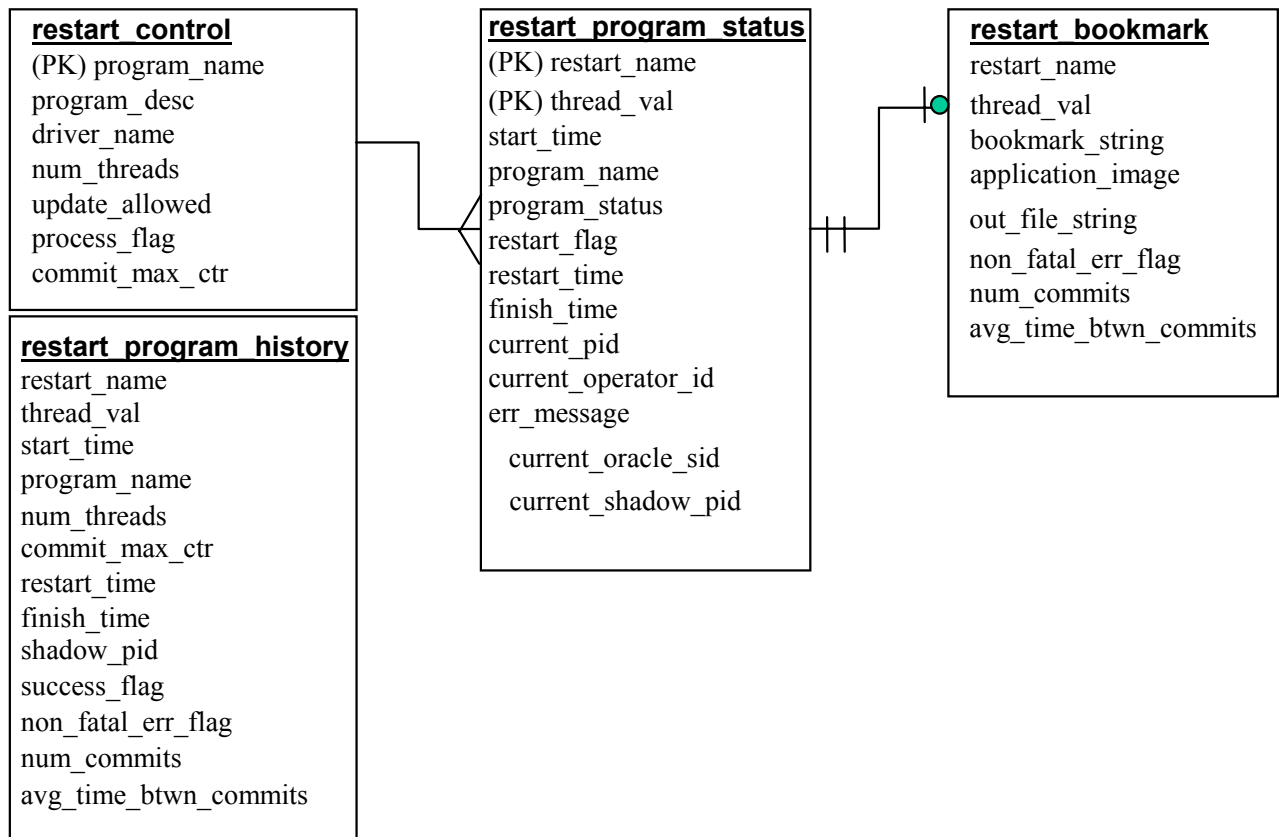 restart_control
(PK) program_name
program_desc
driver_name
num_threads
update_allowed
process_flag
commit_max_ctr
restart_program_history
restart_name
thread_val
start_time
program_name
num_threads
commit_max_ctr
restart_time
finish_time
shadow_pid
success_flag
non_fatal_err_flag
num_commits
avg_time_btwn_commits
restart_program_status
(PK) restart_name
(PK) thread_val
start_time
program_name
program_status
restart_flag
restart_time
finish_time
current_pid
current_operator_id
err_message
current_oracle_sid
current_shadow_pid
restart_bookmark
restart_name
thread_val
bookmark_string
application_image
out_file_string
non_fatal_err_flag
num_commits
avg_time_btwn_commits